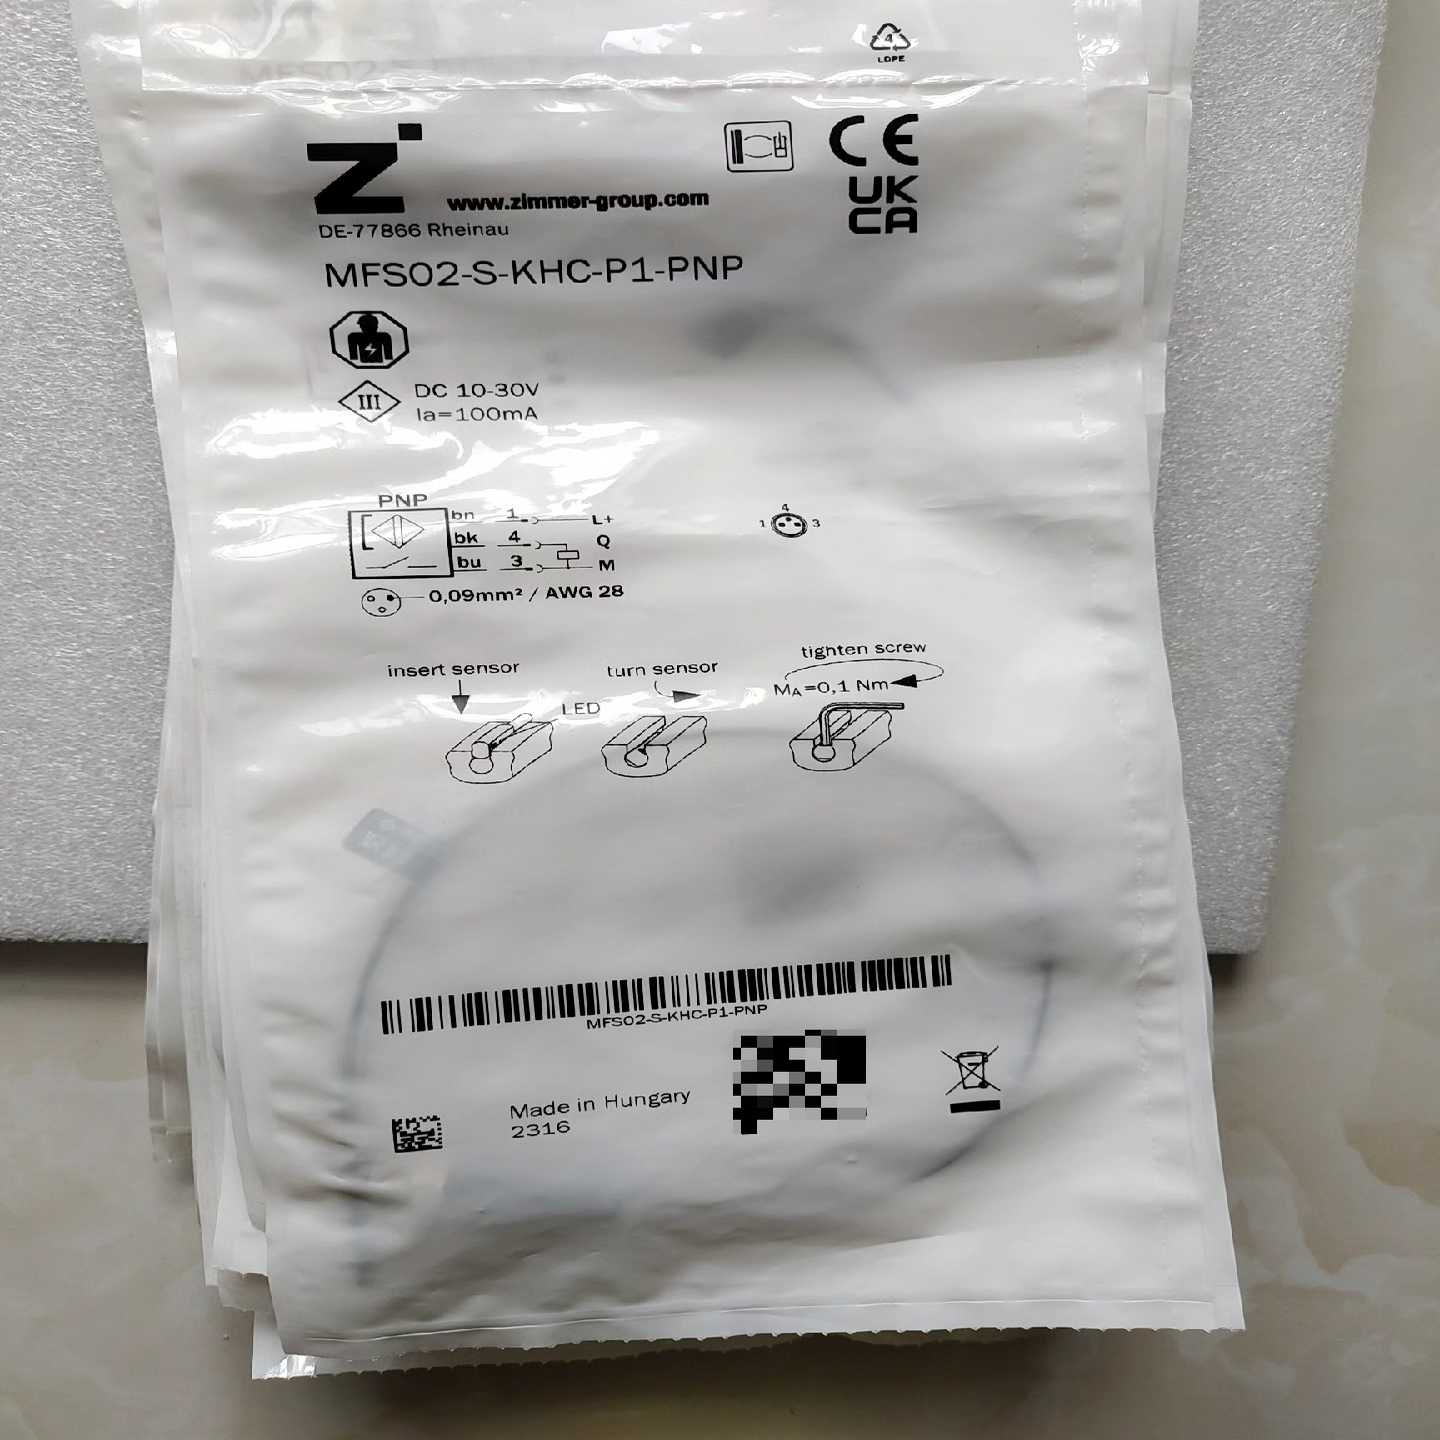 4
LDPE
Z
CE
UK
CA
www.zimmer-group.com
DE-77866 Rheinau
MFS02-S-KHC-P1-PNP
III
DC 10-30V
Ia=100mA
PNP
bn 1 L+
bk 4 Q
bu 3 M
4
1 3
0,09mm² / AWG 28
insert sensor
turn sensor
tighten screw
MA=0,1 Nm
LED
MFS02-S-KHC-P1-PNP
Made in Hungary
2316